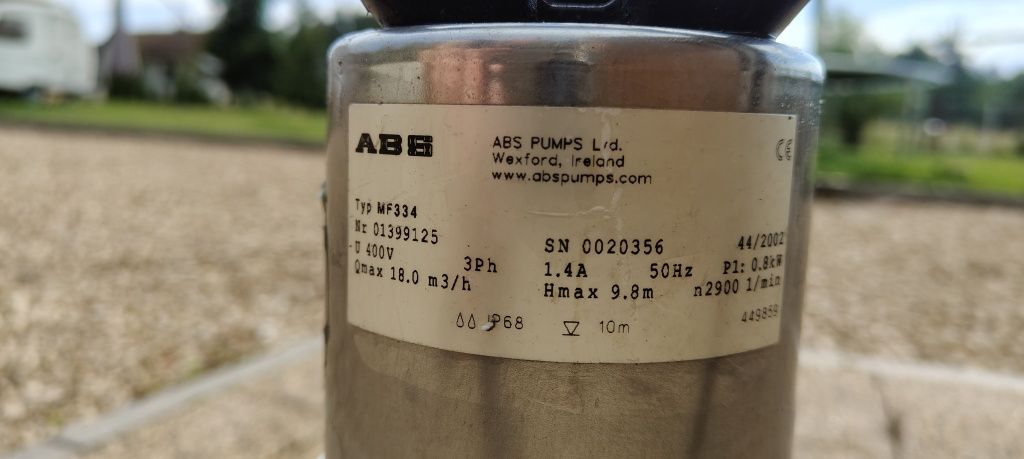 ABS
ABS PUMPS Ltd.
Wexford, Ireland
www.abspumps.com
CE
Typ MF334
Nr 01399125
SN 0020356
44/2002
U 400V
3Ph
1.4A
50Hz
P1: 0.8kW
Qmax 18.0 m3/h
Hmax 9.8m
n2900 1/min
IP68
10m
449859